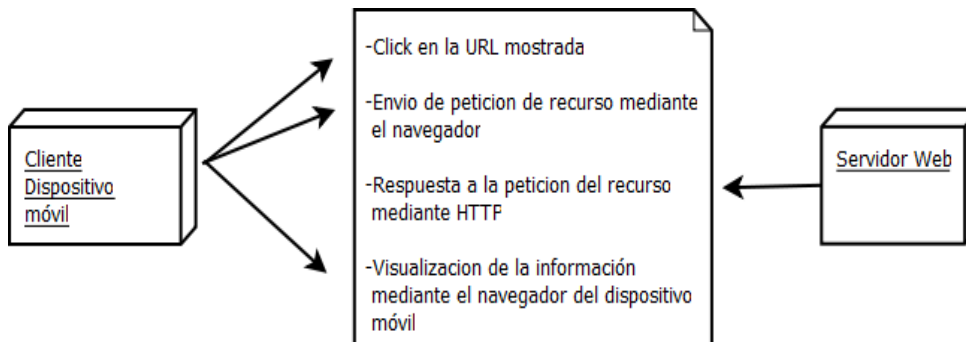 Cliente
Dispositivo
móvil
-Click en la URL mostrada
-Envio de peticion de recurso mediante
el navegador
-Respuesta a la peticion del recurso
mediante HTTP
-Visualizacion de la información
mediante el navegador del dispositivo
móvil
Servidor Web